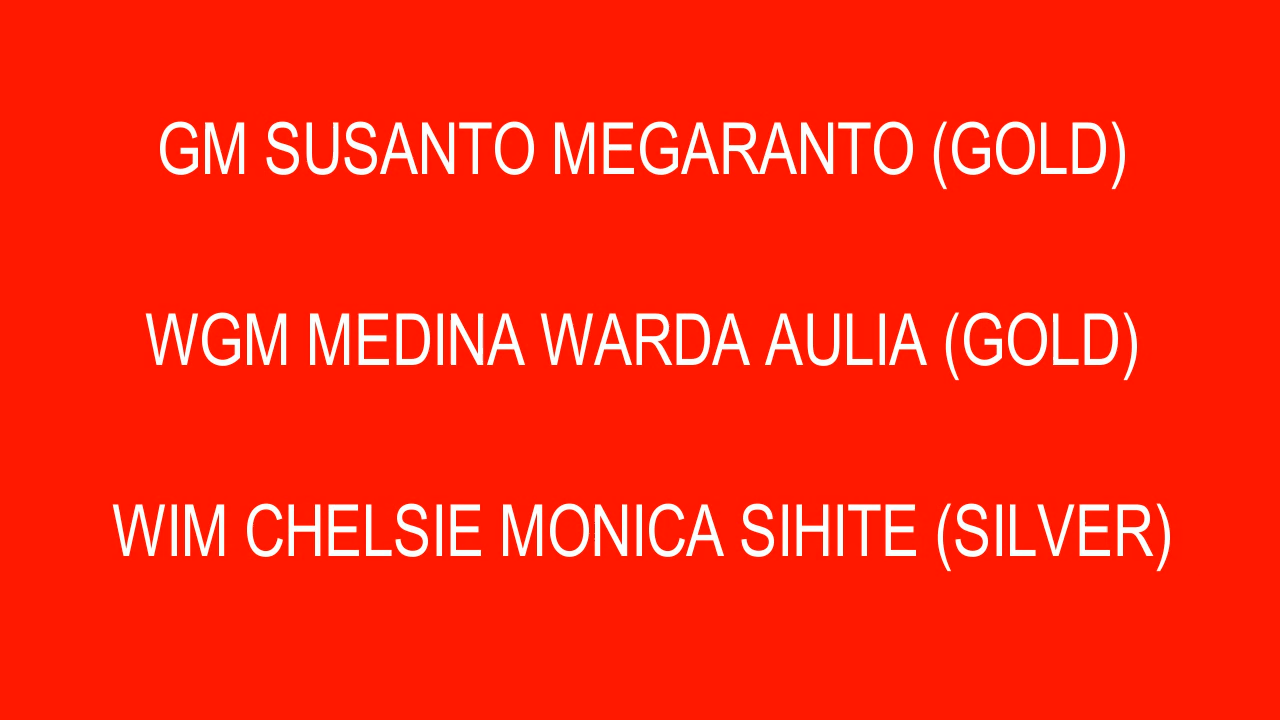 GM SUSANTO MEGARANTO (GOLD)
WGM MEDINA WARDA AULIA (GOLD)
WIM CHELSIE MONICA SIHITE (SILVER)